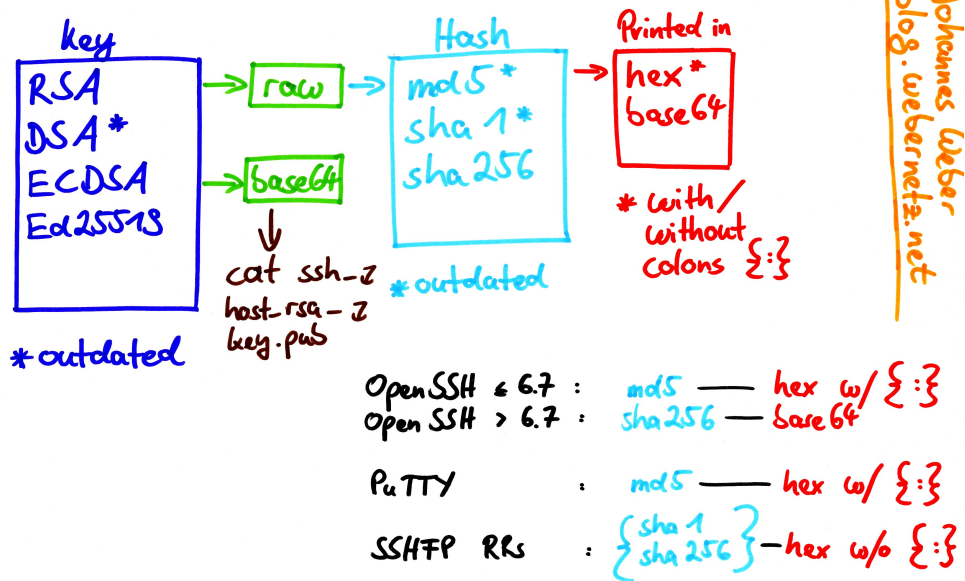 key
RSA
DSA*
ECDSA
Ed25519
*outdated
raw
base64
cat ssh_
host_rsa_
key.pub
Hash
md5*
sha1*
sha256
*outdated
Printed in
hex*
base64
* with/
without
colons {:}
Johannes Weber
blog.webernetz.net
OpenSSH ≤ 6.7 : md5 — hex w/ {:}
OpenSSH > 6.7 : sha256 — base64
PuTTY : md5 — hex w/ {:}
SSHFP RRs : { sha1
sha256 } — hex w/o {:}